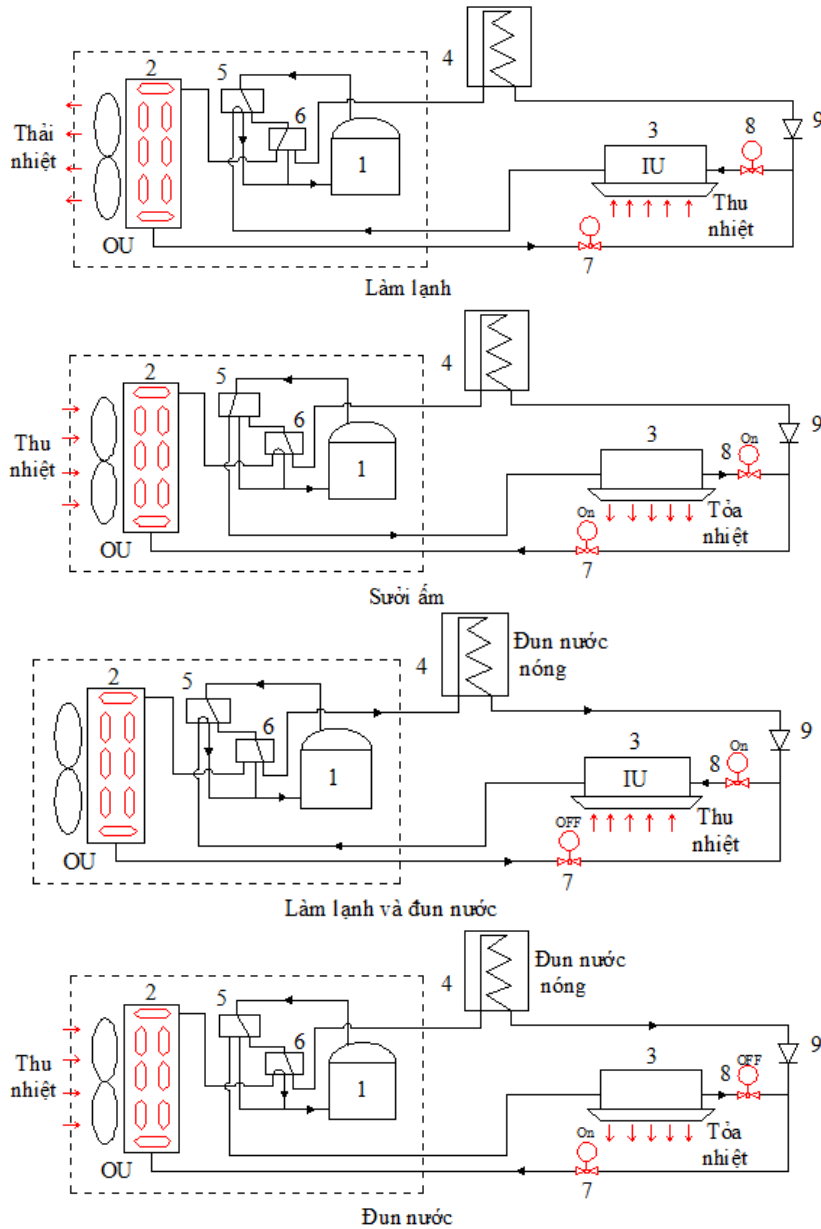 4
2
5
6
9
8
3
Thải
nhiệt
1
IU
Thu
nhiệt
OU
7
Làm lạnh
4
2
5
6
9
3
On
8
Thu
nhiệt
1
Tỏa
nhiệt
On
OU
7
Sưởi ấm
Đun nước
nóng
4
2
5
6
9
3
On
8
1
IU
Thu
nhiệt
OFF
OU
7
Làm lạnh và đun nước
Đun nước
nóng
4
2
5
6
9
3
OFF
8
Thu
nhiệt
1
Tỏa
nhiệt
On
OU
7
Đun nước